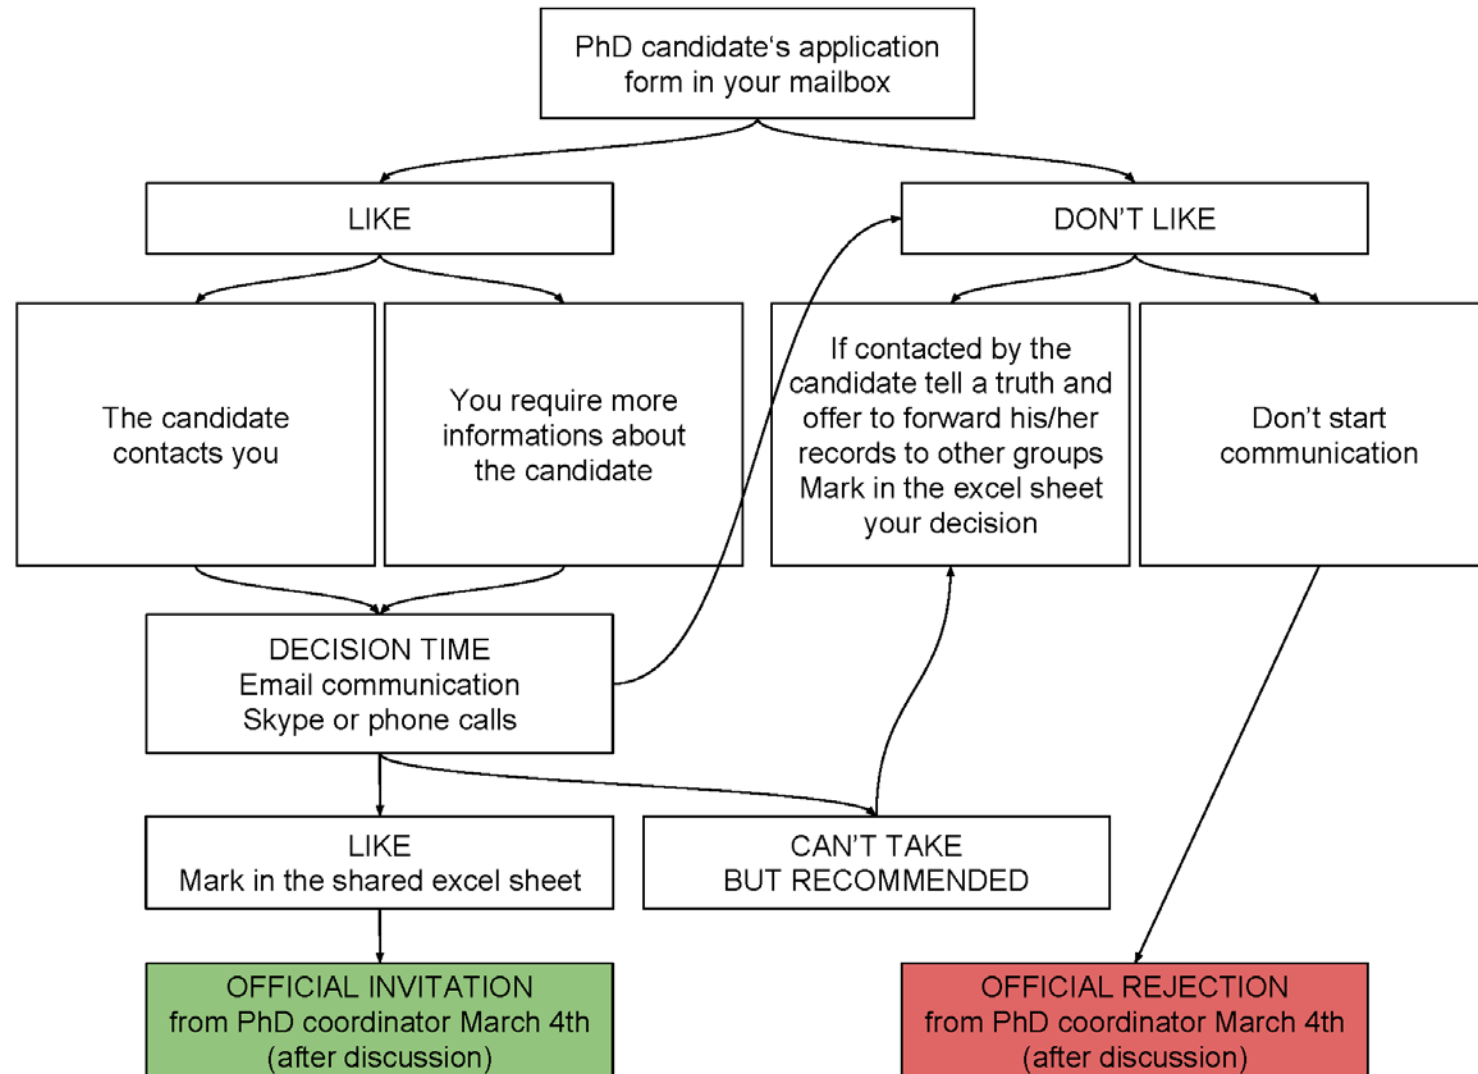 PhD candidate‘s application
form in your mailbox
LIKE
DON’T LIKE
The candidate
contacts you
You require more
informations about
the candidate
If contacted by the
candidate tell a truth and
offer to forward his/her
records to other groups
Mark in the excel sheet
your decision
Don’t start
communication
DECISION TIME
Email communication
Skype or phone calls
LIKE
Mark in the shared excel sheet
CAN’T TAKE
BUT RECOMMENDED
OFFICIAL INVITATION
from PhD coordinator March 4th
(after discussion)
OFFICIAL REJECTION
from PhD coordinator March 4th
(after discussion)